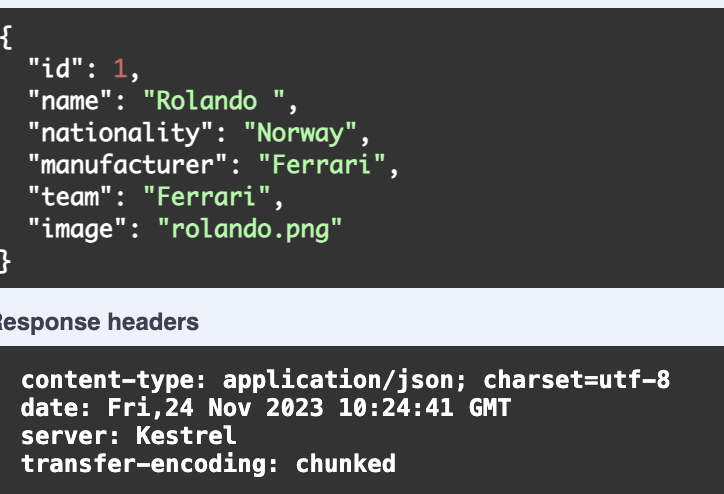 {
"id": 1,
"name": "Rolando ",
"nationality": "Norway",
"manufacturer": "Ferrari",
"team": "Ferrari",
"image": "rolando.png"
}
Response headers
content-type: application/json; charset=utf-8
date: Fri,24 Nov 2023 10:24:41 GMT
server: Kestrel
transfer-encoding: chunked